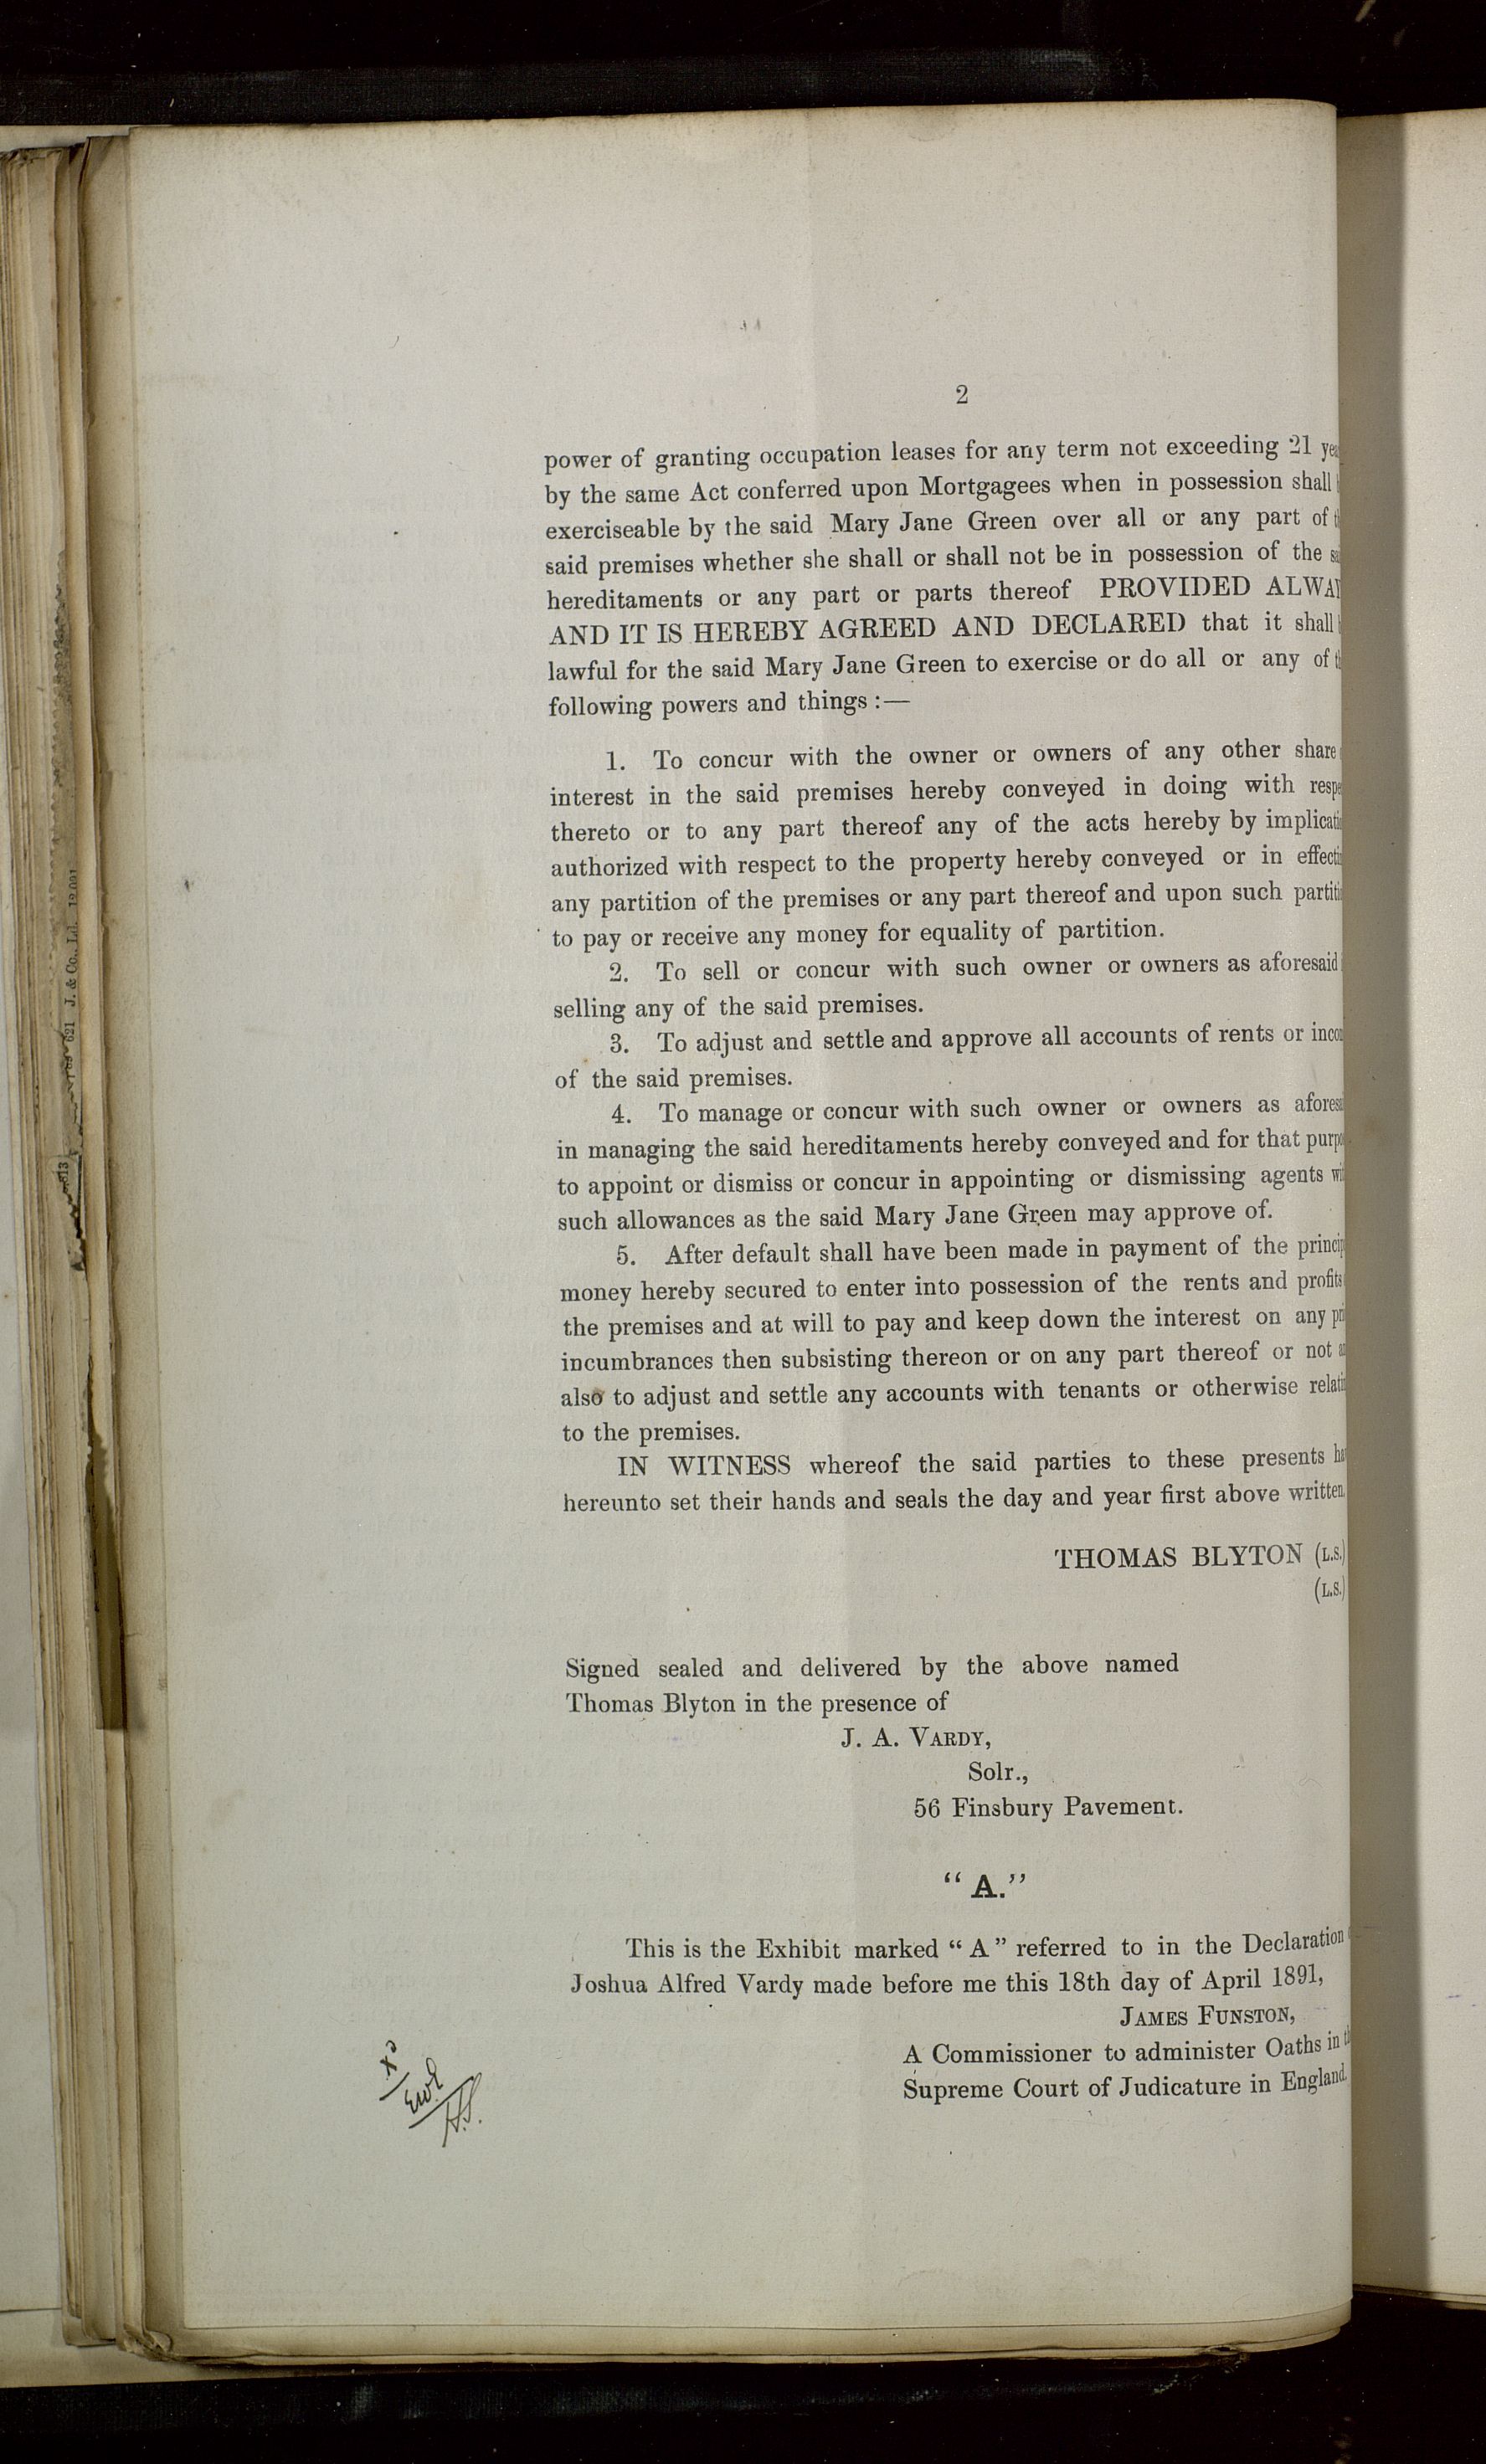 2
power of granting occupation leases for any term not exceeding 21
by the same Act conferred upon Mortgagees when in possession shall
exerciseable by the said Mary Jane Green over all or any part of
said premises whether she shall or shall not be in possession of the
hereditaments or any part or parts thereof PROVIDED
AND IT IS HEREBY AGREED AND DECLARED that it shall
lawful for the said Mary Jane Green to exercise or do all or any of
following powers and things :—
1. To concur with the owner or owners of any other share
interest in the said premises hereby conveyed in doing with
thereto or to any part thereof any of the acts hereby by
authorized with respect to the property hereby conveyed or in
any partition of the premises or any part thereof and upon such
to pay or receive any money for equality of partition.
2. To sell or concur with such owner or owners as aforesaid
selling any of the said premises.
3. To adjust and settle and approve all accounts of rents or
of the said premises.
4. To manage or concur with such owner or owners as
in managing the said hereditaments hereby conveyed and for that
to appoint or dismiss or concur in appointing or dismissing agents
such allowances as the said Mary Jane Green may approve of.
5. After default shall have been made in payment of the
money hereby secured to enter into possession of the rents and profits
the premises and at will to pay and keep down the interest on any
incumbrances then subsisting thereon or on any part thereof or not
also to adjust and settle any accounts with tenants or otherwise
to the premises.
IN WITNESS whereof the said parties to these presents
hereunto set their hands and seals the day and year first above written.
THOMAS BLYTON (L.S.)
(L.S.)
Signed sealed and delivered by the above named
Thomas Blyton in the presence of
J. A. VARDY,
Solr.,
56 Finsbury Pavement.
“A.”
This is the Exhibit marked “A” referred to in the Declaration
Joshua Alfred Vardy made before me this 18th day of April 1891,
JAMES FUNSTON,
A Commissioner to administer Oaths in
Supreme Court of Judicature in England.
621 J. & Co., Ld.